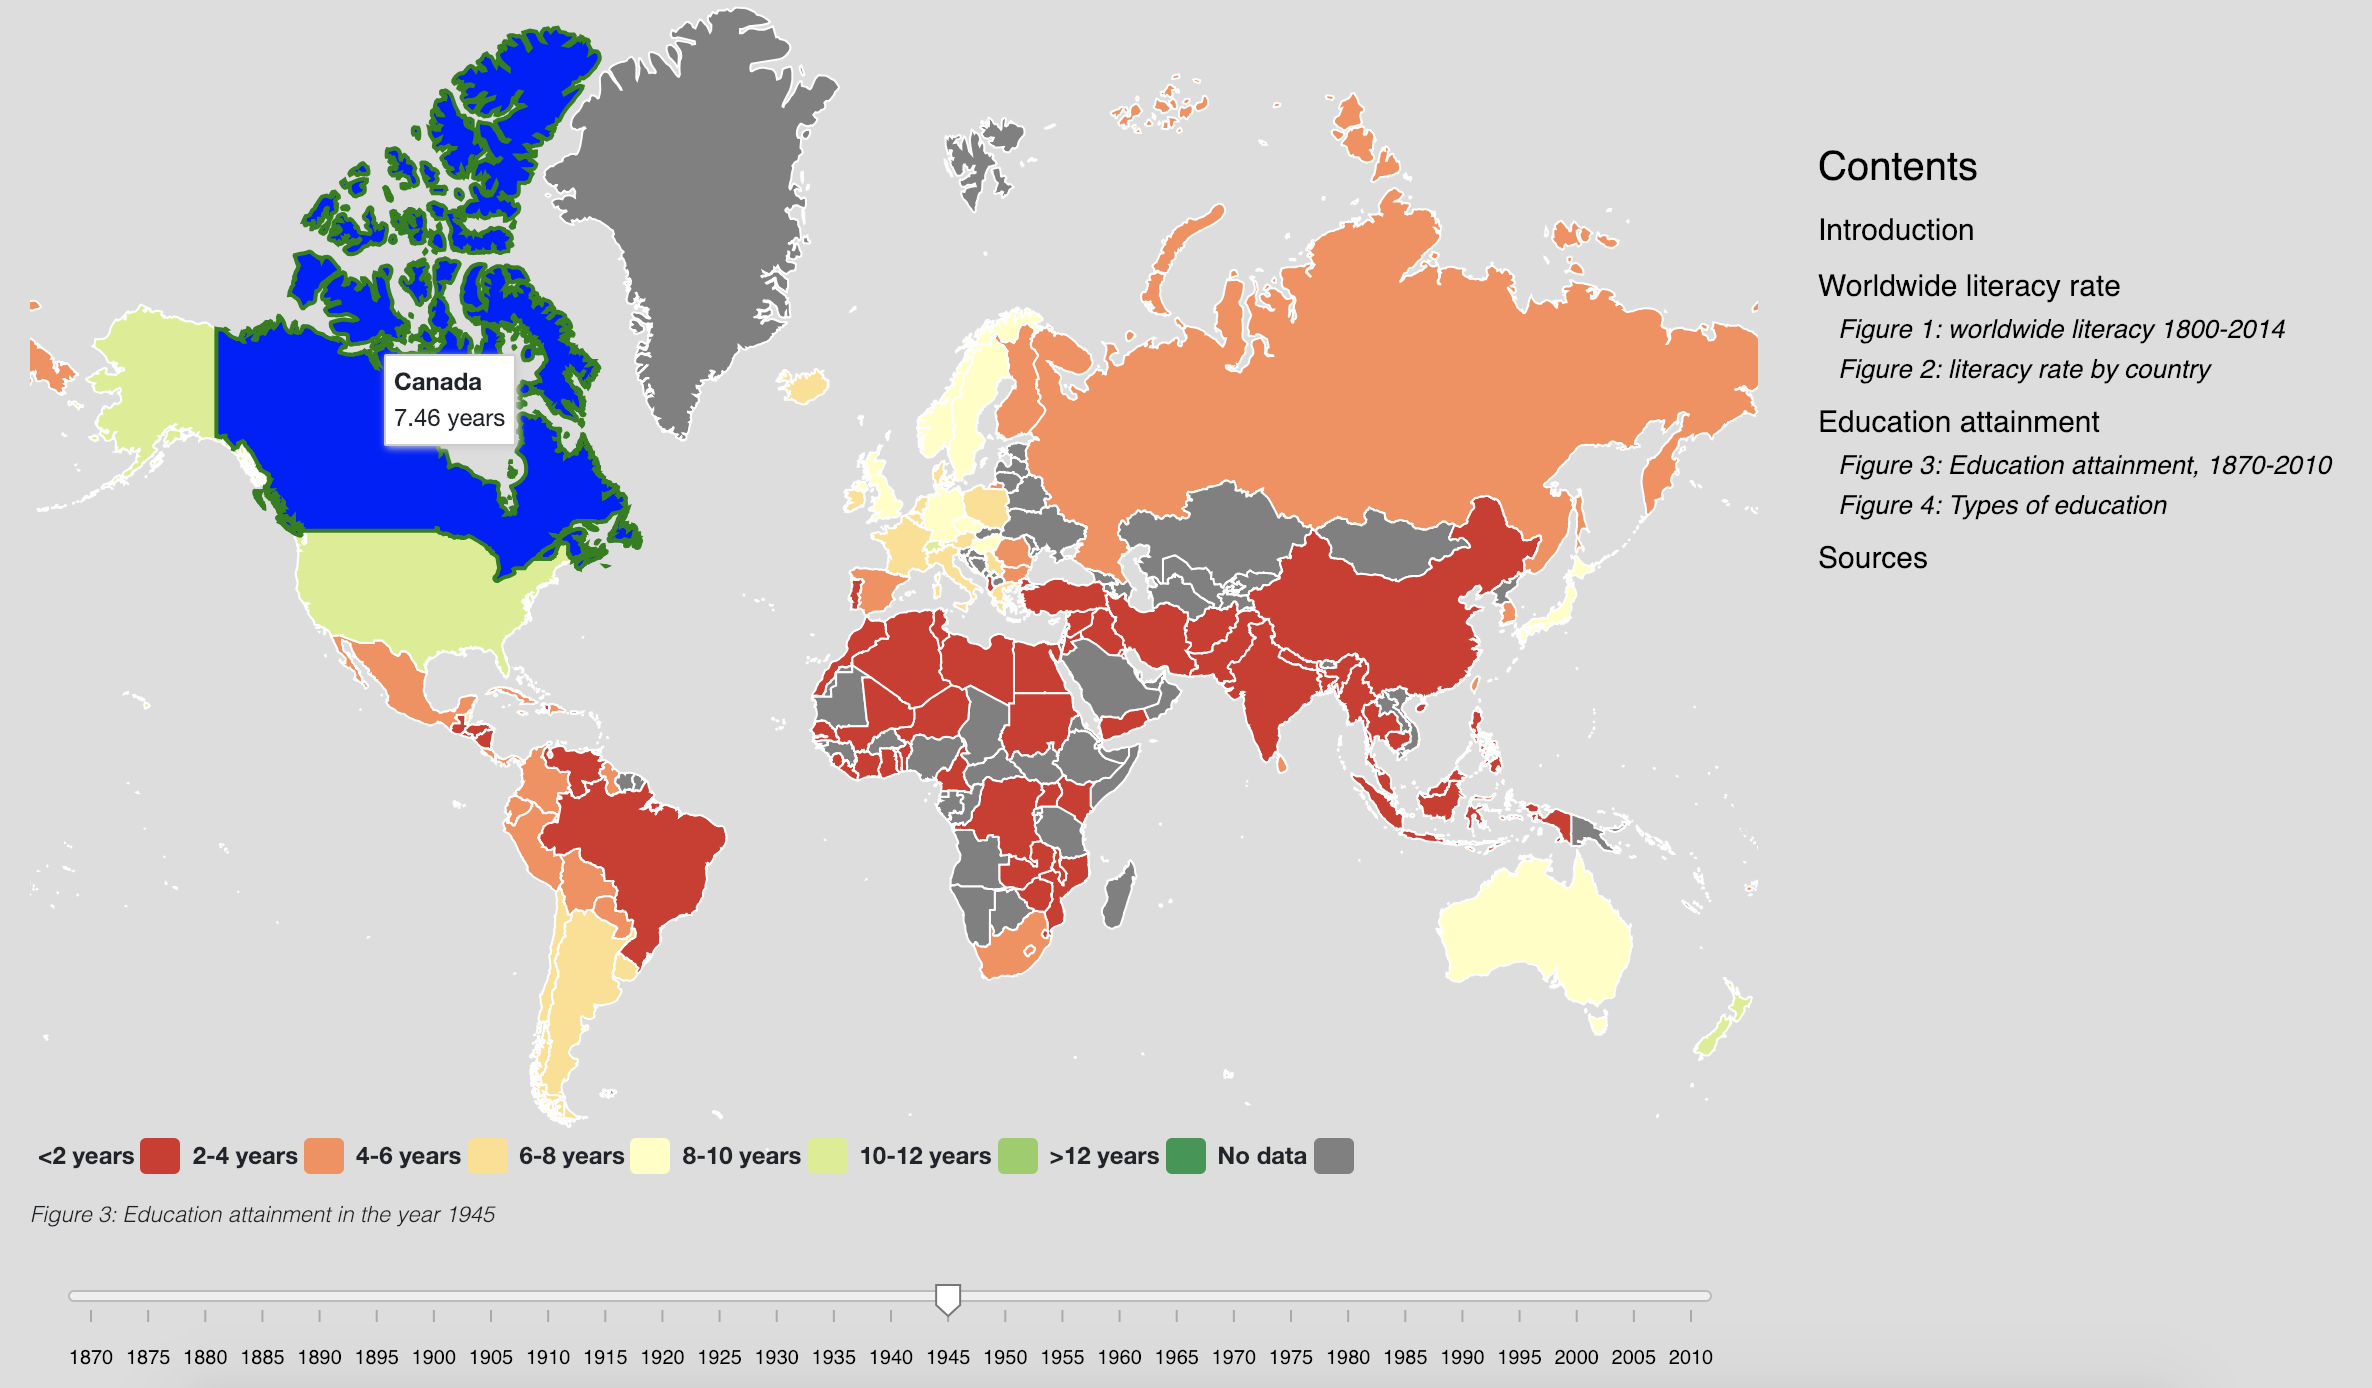 Canada
7.46 years
Contents
Introduction
Worldwide literacy rate
Figure 1: worldwide literacy 1800-2014
Figure 2: literacy rate by country
Education attainment
Figure 3: Education attainment, 1870-2010
Figure 4: Types of education
Sources
<2 years 2-4 years 4-6 years 6-8 years 8-10 years 10-12 years >12 years No data
Figure 3: Education attainment in the year 1945
1870 1875 1880 1885 1890 1895 1900 1905 1910 1915 1920 1925 1930 1935 1940 1945 1950 1955 1960 1965 1970 1975 1980 1985 1990 1995 2000 2005 2010